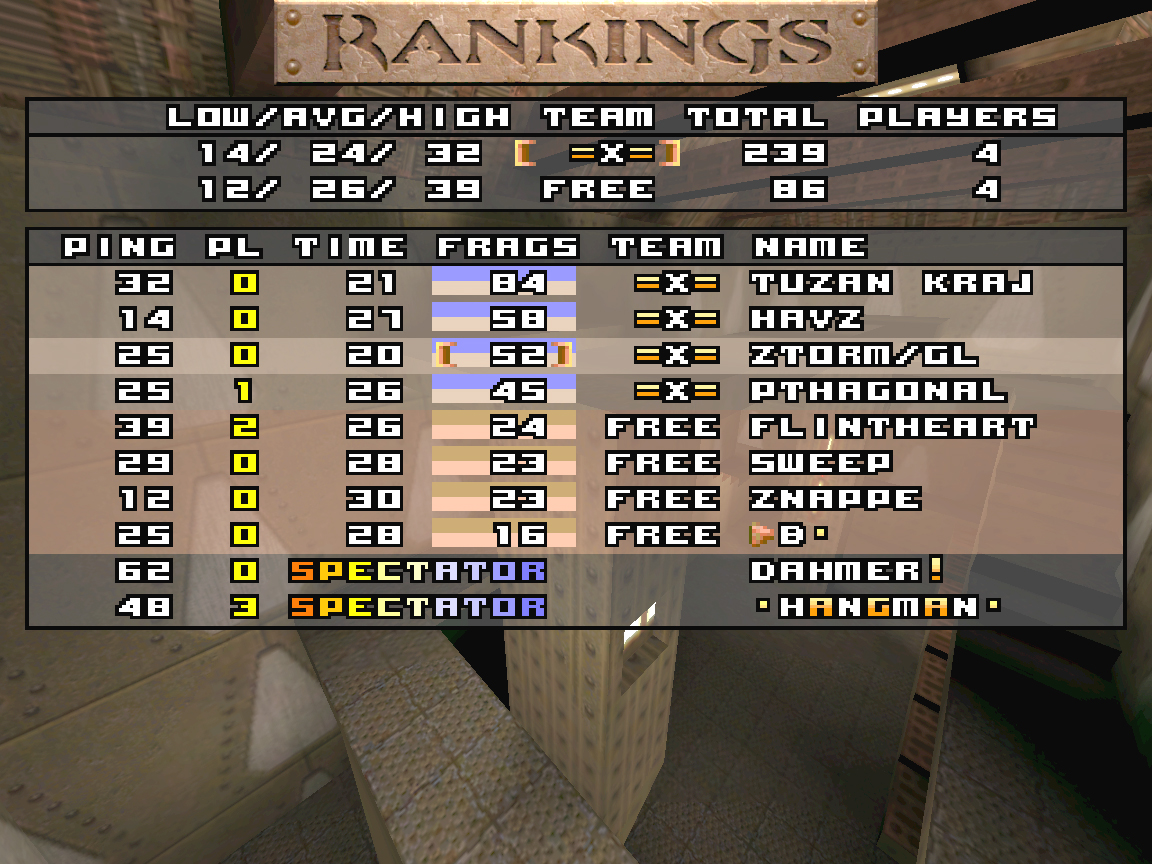 RANKINGS
LOW/AVG/HIGH TEAM TOTAL PLAYERS
14/ 24/ 32 [ =X= ] 239 4
12/ 26/ 39 FREE 86 4
PING PL TIME FRAGS TEAM NAME
32 0 21 84 =X= TUZAN KRAJ
14 0 27 58 =X= HAVZ
25 0 20 [ 52 ] =X= ZTORM/GL
25 1 26 45 =X= PTHAGONAL
39 2 26 24 FREE FLINTHEART
29 0 28 23 FREE SWEEP
12 0 30 23 FREE ZNAPPE
25 0 28 16 FREE B·
62 0 SPECTATOR DAHMER!
48 3 SPECTATOR ·HANGMAN·